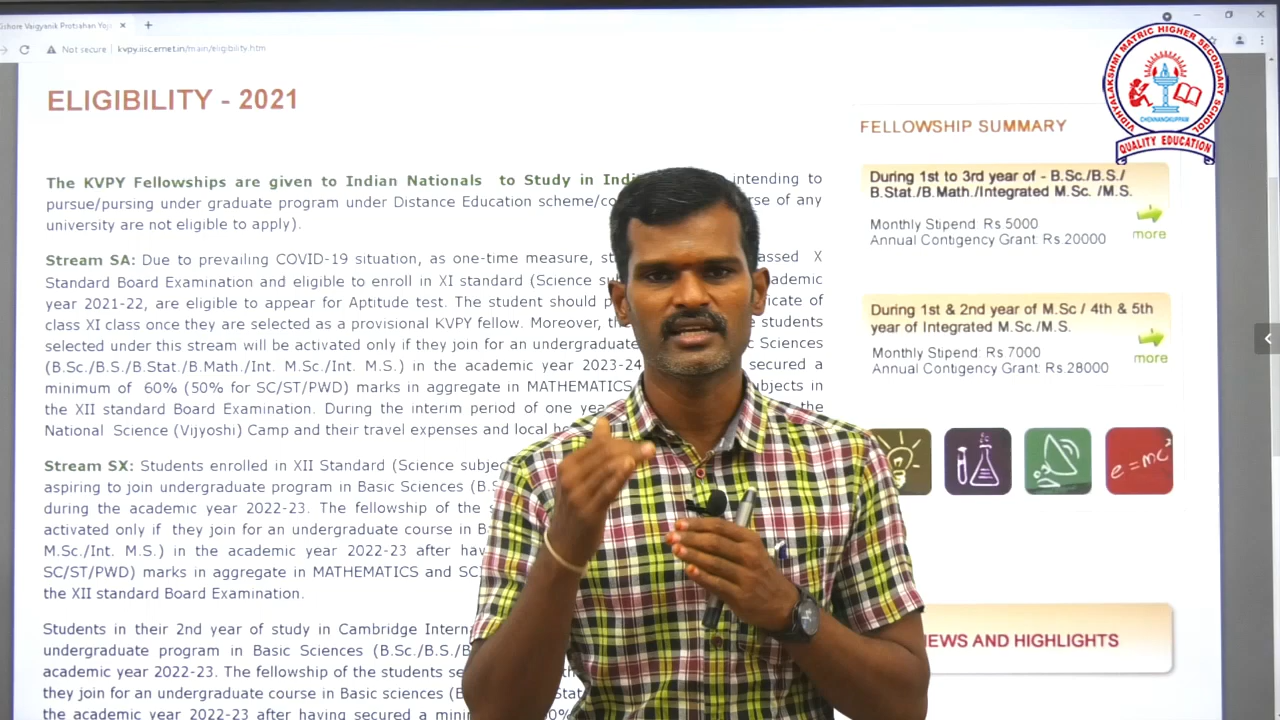 Kishore Vaigyanik Protsahan Yoja
Not secure
kvpy.iisc.ernet.in/main/eligibility.htm
ELIGIBILITY - 2021
The KVPY Fellowships are given to Indian Nationals to Study in
intending to
pursue/pursing under graduate program under Distance Education
of any
university are not eligible to apply).
Stream SA: Due to prevailing COVID-19 situation, as one-time measure,
X
Standard Board Examination and eligible to enroll in XI standard (Science
year 2021-22, are eligible to appear for Aptitude test. The student should
of
class XI class once they are selected as a provisional KVPY fellow. Moreover,
students
selected under this stream will be activated only if they join for an undergraduate
Sciences
(B.Sc./B.S./B.Stat./B.Math./Int. M.Sc./Int. M.S.) in the academic year 2023-24
secured a
minimum of 60% (50% for SC/ST/PWD) marks in aggregate in MATHEMATICS
in
the XII standard Board Examination. During the interim period of one
the
National Science (Vijyoshi) Camp and their travel expenses and local
Stream SX: Students enrolled in XII Standard (Science
aspiring to join undergraduate program in Basic Sciences
during the academic year 2022-23. The fellowship of the
activated only if they join for an undergraduate course in
M.Sc./Int. M.S.) in the academic year 2022-23 after
SC/ST/PWD) marks in aggregate in MATHEMATICS and
the XII standard Board Examination.
Students in their 2nd year of study in Cambridge
undergraduate program in Basic Sciences (B.Sc./B.S./
academic year 2022-23. The fellowship of the students
they join for an undergraduate course in Basic sciences
the academic year 2022-23 after having secured a
FELLOWSHIP SUMMARY
During 1st to 3rd year of - B.Sc./B.S./
B.Stat./B.Math./Integrated M.Sc. /M.S.
Monthly Stipend Rs 5000
Annual Contigency Grant Rs 20000
more
During 1st & 2nd year of M.Sc / 4th & 5th
year of Integrated M.Sc./M.S.
Monthly Stipend: Rs 7000
Annual Contigency Grant: Rs.28000
more
e=mc²
NEWS AND HIGHLIGHTS
VIDHYALAKSHMI MATRIC HIGHER SECONDARY SCHOOL
CHENNANGKUPPAM
QUALITY EDUCATION